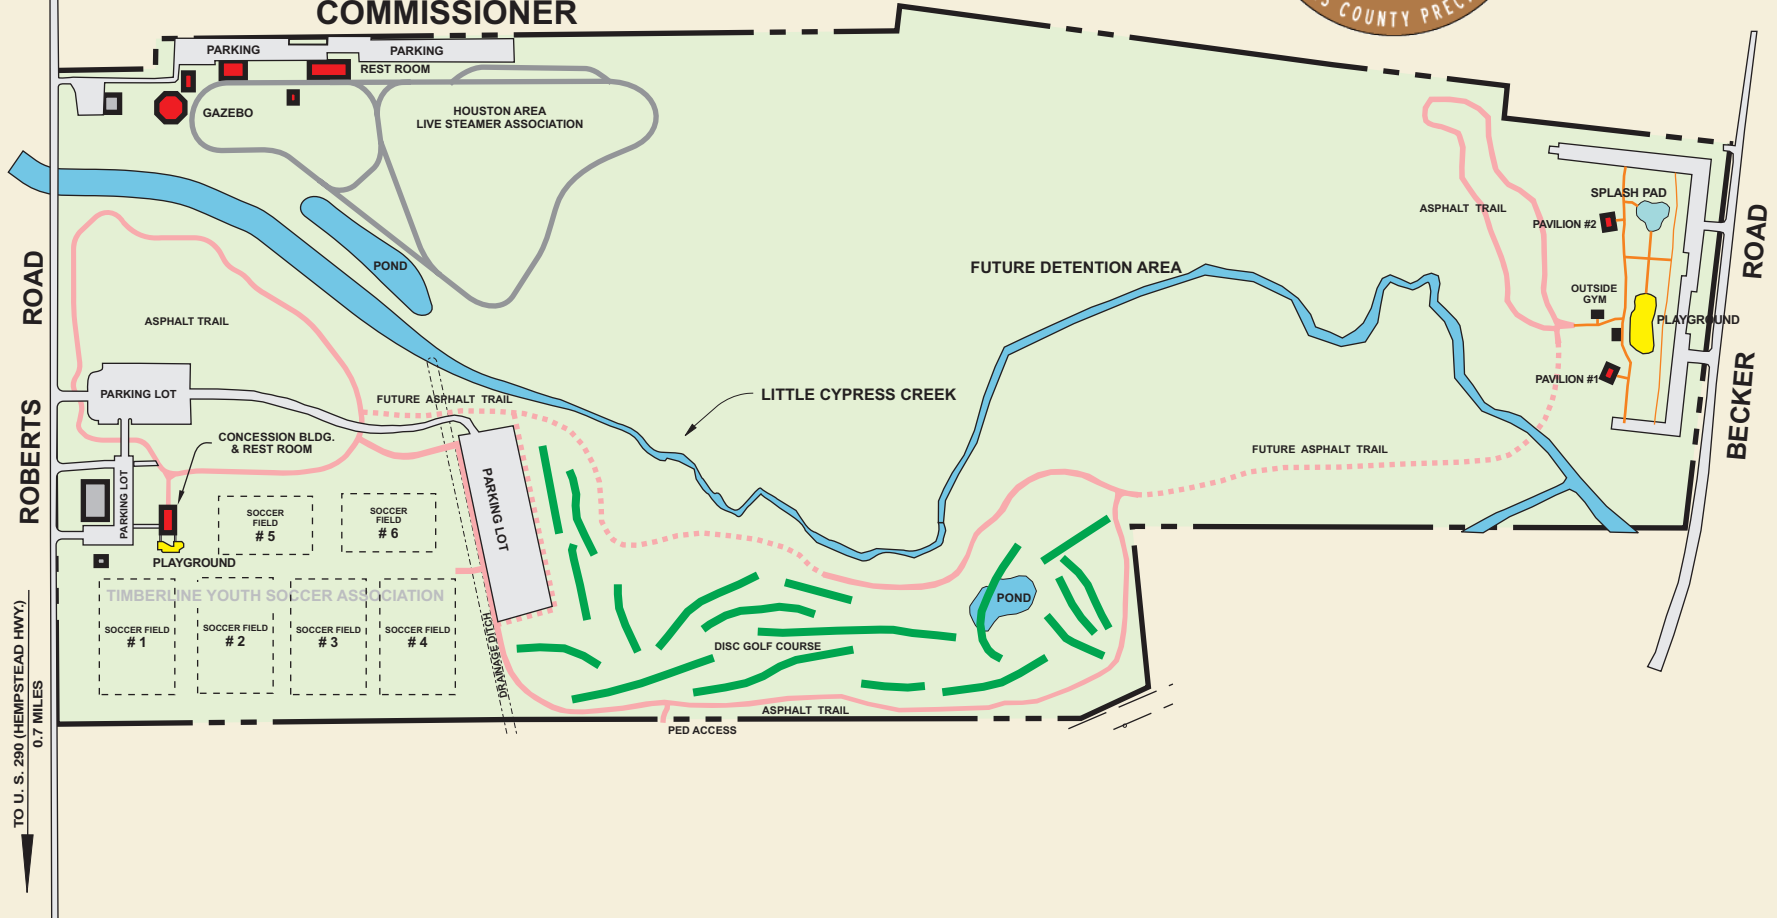 COMMISSIONER
S COUNTY PREC
PARKING
PARKING
REST ROOM
GAZEBO
HOUSTON AREA
LIVE STEAMER ASSOCIATION
SPLASH PAD
ASPHALT TRAIL
PAVILION #2
ROAD
POND
FUTURE DETENTION AREA
ROAD
OUTSIDE
GYM
ASPHALT TRAIL
PLAYGROUND
PAVILION #1
PARKING LOT
FUTURE ASPHALT TRAIL
LITTLE CYPRESS CREEK
BECKER
ROBERTS
CONCESSION BLDG.
& REST ROOM
FUTURE ASPHALT TRAIL
PARKING LOT
PARKING LOT
SOCCER
FIELD
# 5
SOCCER
FIELD
# 6
PLAYGROUND
TIMBERLINE YOUTH SOCCER ASSOCIATION
POND
SOCCER FIELD
# 1
SOCCER FIELD
# 2
SOCCER FIELD
# 3
SOCCER FIELD
# 4
DRAINAGE DITCH
DISC GOLF COURSE
ASPHALT TRAIL
PED ACCESS
TO U. S. 290 (HEMPSTEAD HWY.)
0.7 MILES